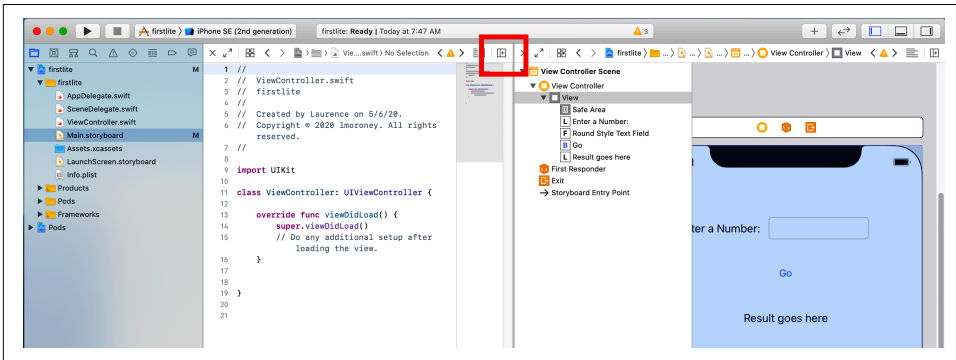 firstlite 〉 iPhone SE (2nd generation)
firstlite: Ready | Today at 7:47 AM
3
firstlite M
firstlite
AppDelegate.swift
SceneDelegate.swift
ViewController.swift
Main.storyboard M
Assets.xcassets
LaunchScreen.storyboard
Info.plist
Products
Pods
Frameworks
Pods
Vie....swift 〉 No Selection
1 //
2 // ViewController.swift
3 // firstlite
4 //
5 // Created by Laurence on 5/6/20.
6 // Copyright © 2020 lmoroney. All rights
reserved.
7 //
8
9 import UIKit
10
11 class ViewController: UIViewController {
12
13 override func viewDidLoad() {
14 super.viewDidLoad()
15 // Do any additional setup after
loading the view.
16 }
17
18
19 }
20
21
firstlite 〉 ...〉 ...〉 ...〉 ...〉 View Controller 〉 View
View Controller Scene
View Controller
View
Safe Area
L Enter a Number:
F Round Style Text Field
B Go
L Result goes here
First Responder
Exit
Storyboard Entry Point
ter a Number:
Go
Result goes here